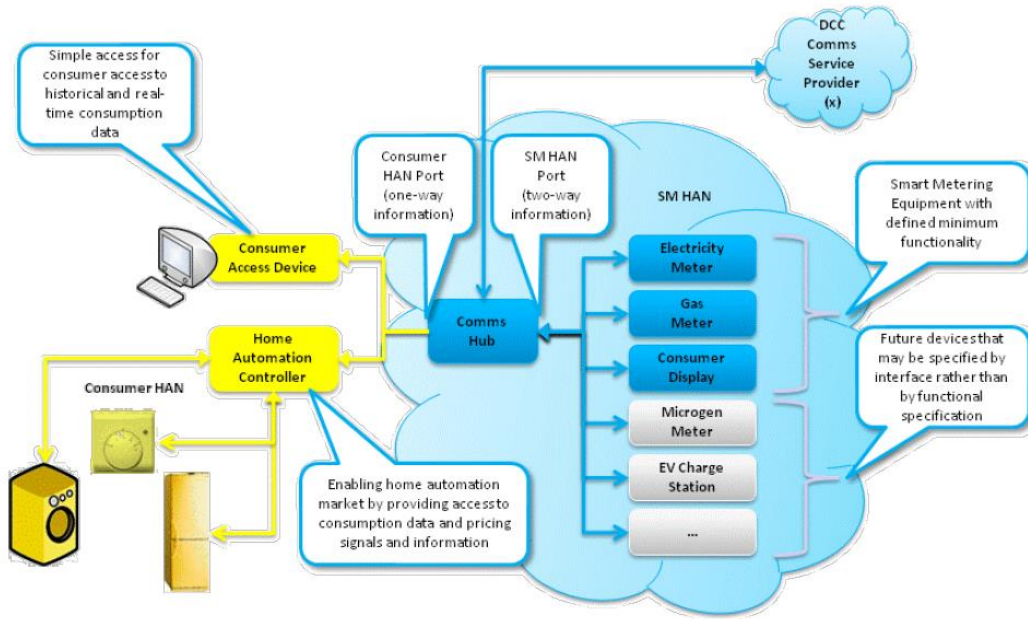 DCC
Comms
Service
Provider
(x)
Simple access for
consumer access to
historical and real-
time consumption
data
Consumer
HAN Port
(one-way
information)
SM HAN
Port
(two-way
information)
SM HAN
Smart Metering
Equipment with
defined minimum
functionality
Consumer
Access Device
Electricity
Meter
Comms
Hub
Gas
Meter
Home
Automation
Controller
Consumer
Display
Future devices that
may be specified by
interface rather than
by functional
specification
Consumer HAN
Microgen
Meter
EV Charge
Station
...
Enabling home automation
market by providing access to
consumption data and pricing
signals and information